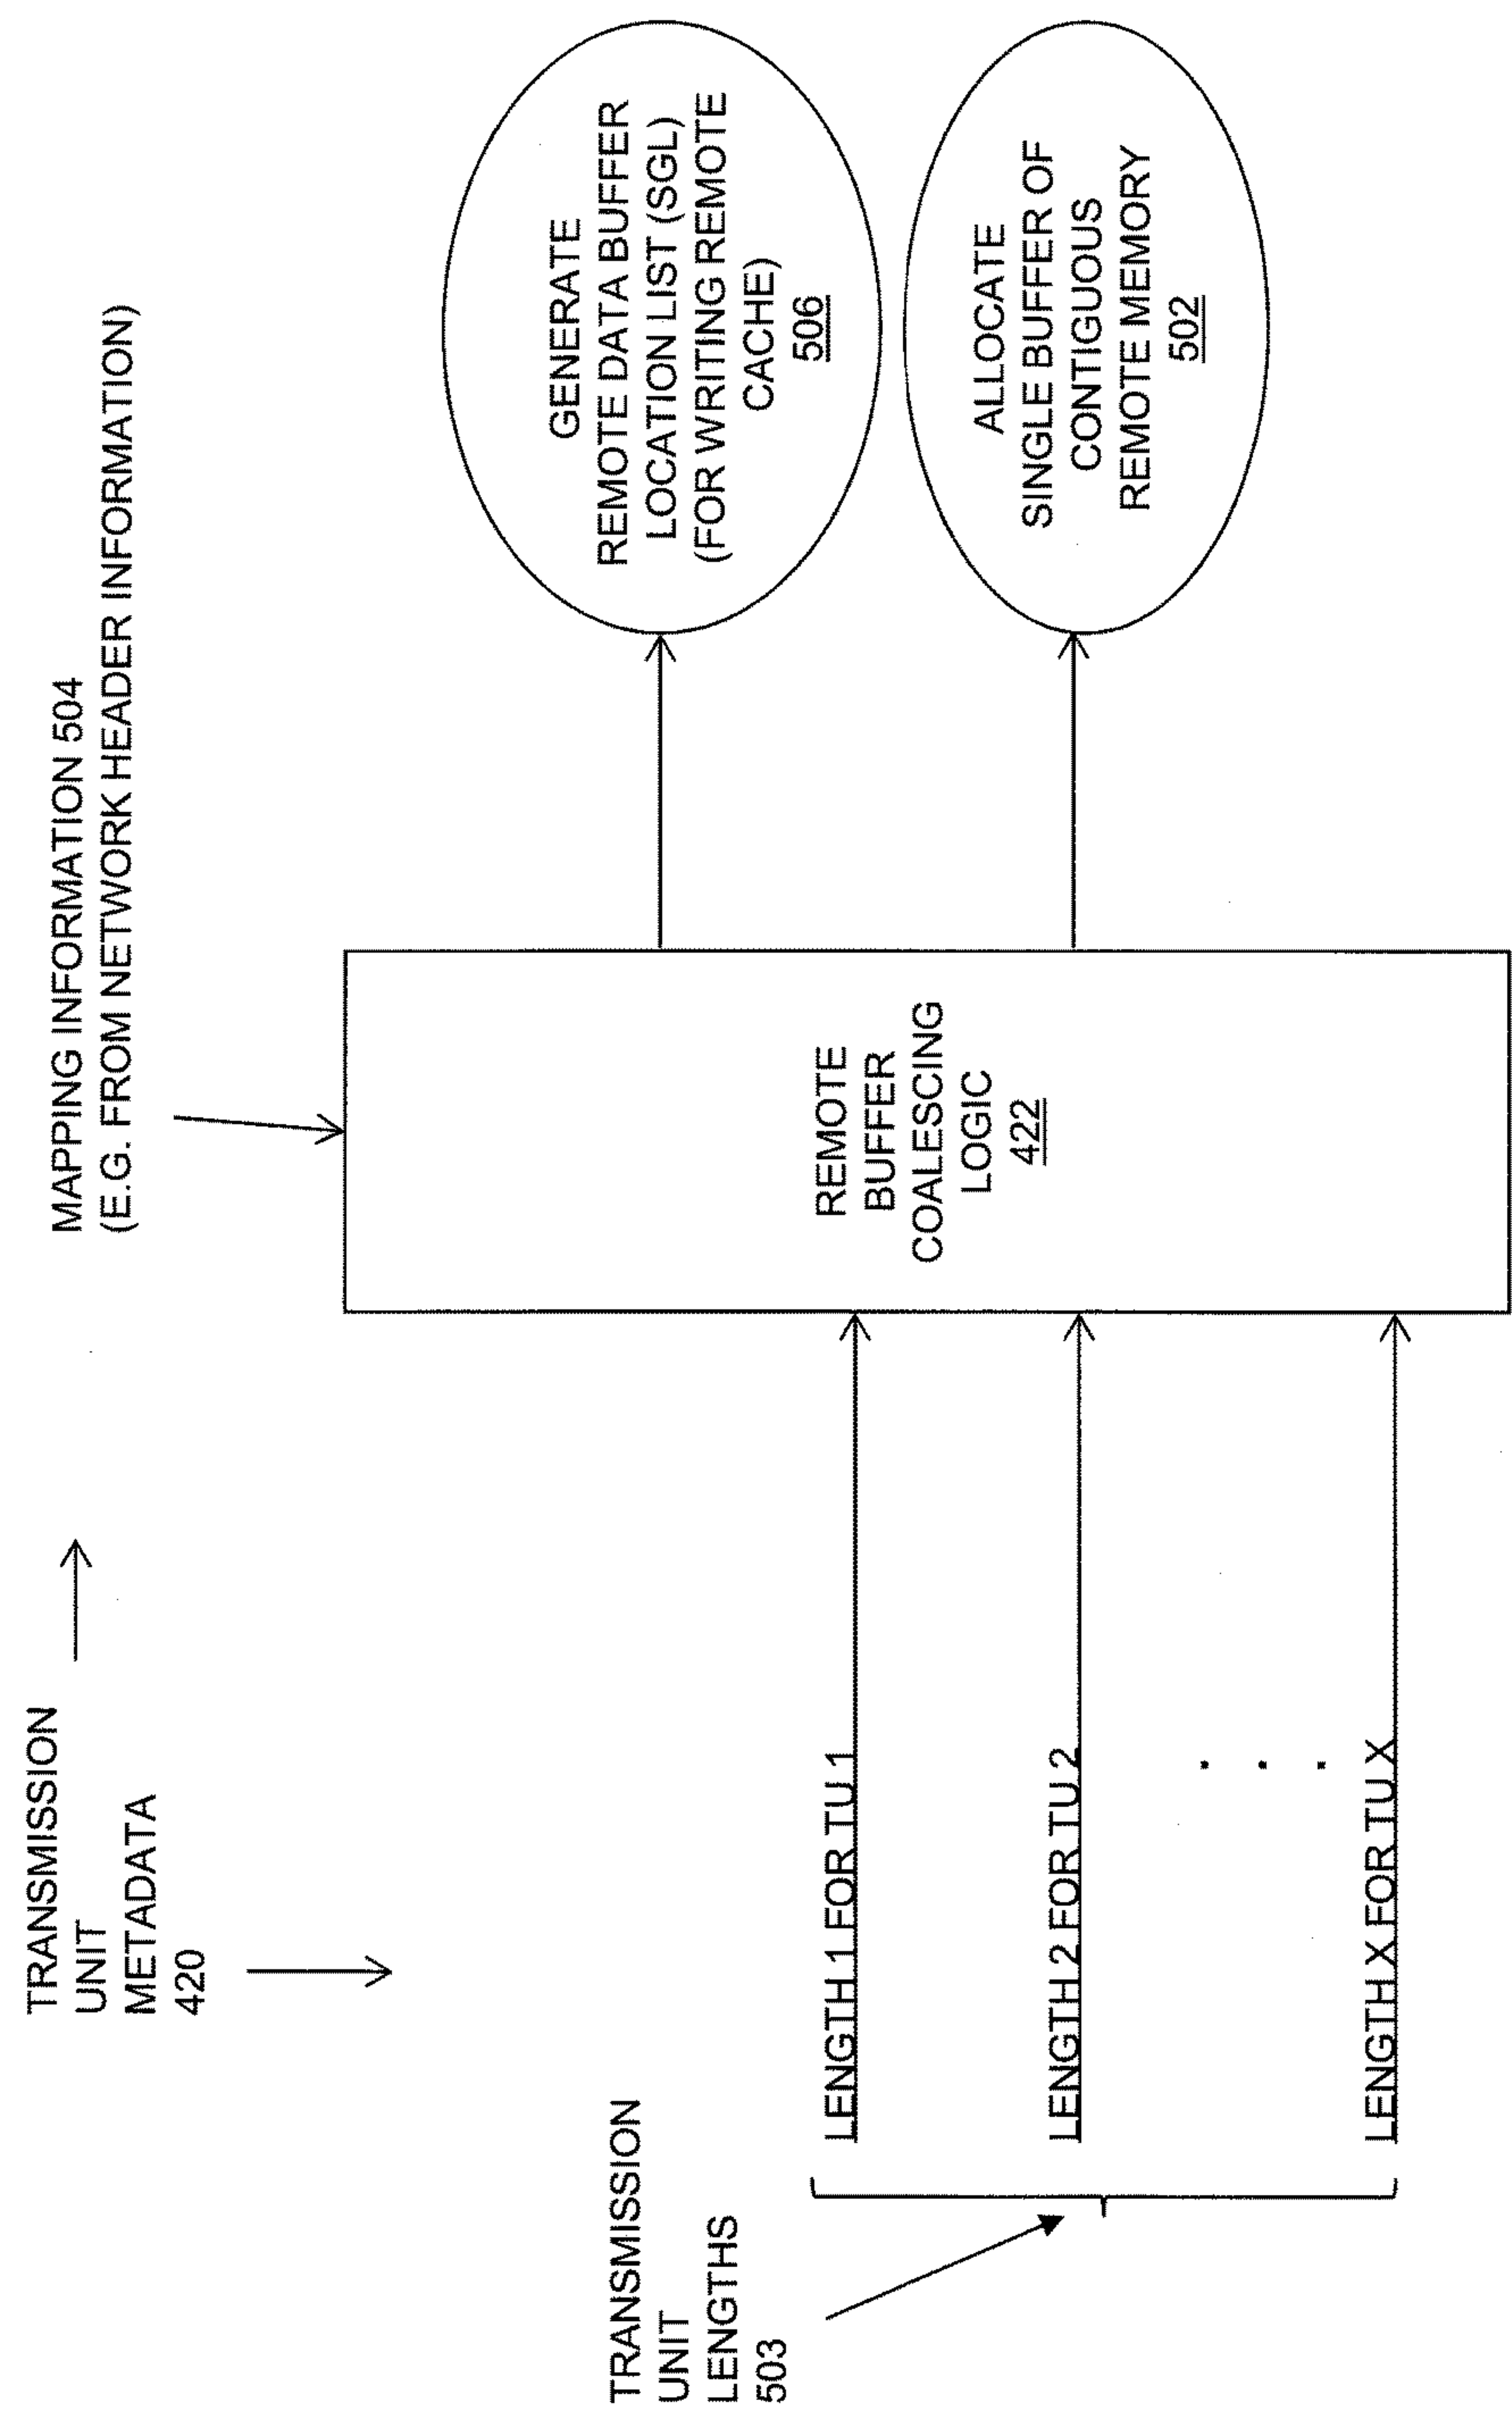 TRANSMISSION
UNIT
METADATA
420
MAPPING INFORMATION 504
(E.G. FROM NETWORK HEADER INFORMATION)
TRANSMISSION
UNIT
LENGTHS
503
LENGTH 1 FOR TU 1
LENGTH 2 FOR TU 2
. . .
LENGTH X FOR TU X
REMOTE
BUFFER
COALESCING
LOGIC
422
GENERATE
REMOTE DATA BUFFER
LOCATION LIST (SGL)
(FOR WRITING REMOTE
CACHE)
506
ALLOCATE
SINGLE BUFFER OF
CONTIGUOUS
REMOTE MEMORY
502